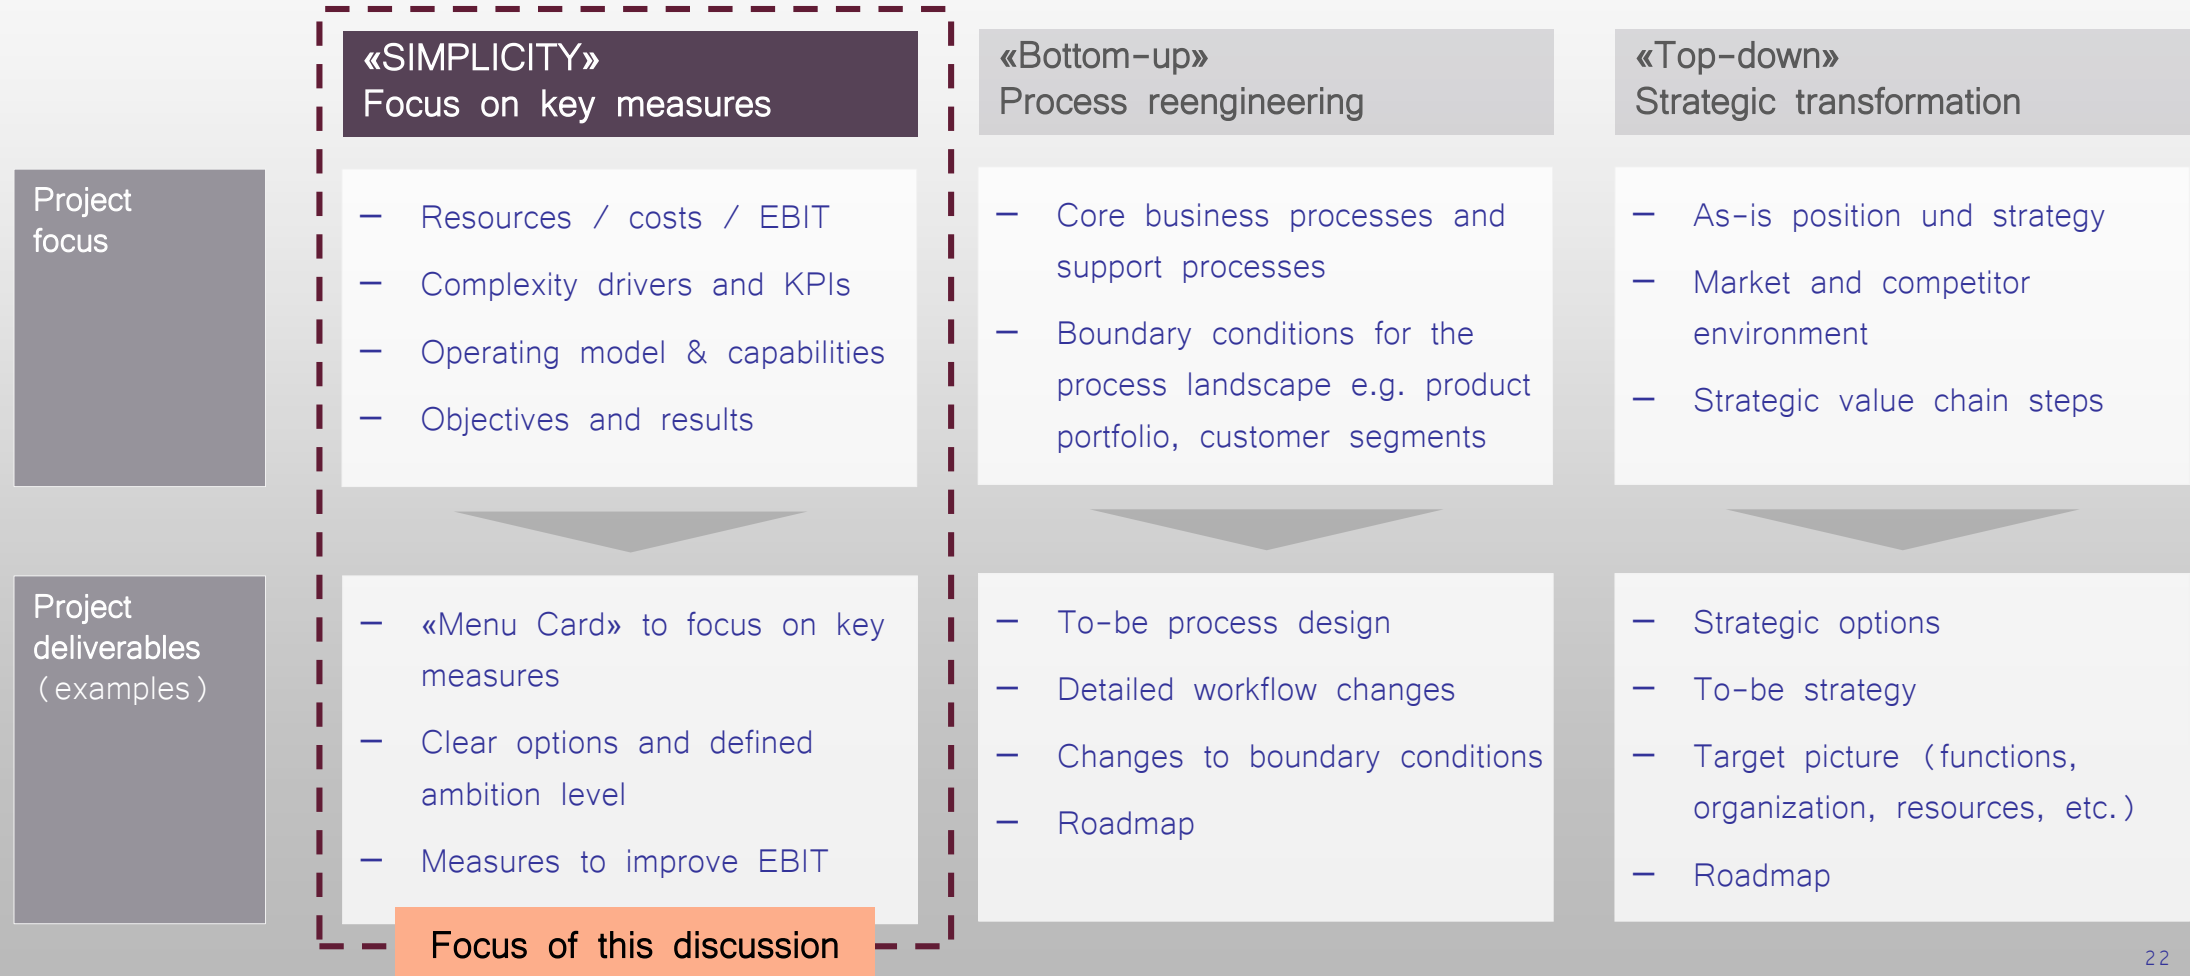 «SIMPLICITY»
Focus on key measures
«Bottom-up»
Process reengineering
«Top-down»
Strategic transformation
Project
focus
– Resources / costs / EBIT
– Complexity drivers and KPIs
– Operating model & capabilities
– Objectives and results
– Core business processes and
support processes
– Boundary conditions for the
process landscape e.g. product
portfolio, customer segments
– As-is position und strategy
– Market and competitor
environment
– Strategic value chain steps
Project
deliverables
(examples)
– «Menu Card» to focus on key
measures
– Clear options and defined
ambition level
– Measures to improve EBIT
– To-be process design
– Detailed workflow changes
– Changes to boundary conditions
– Roadmap
– Strategic options
– To-be strategy
– Target picture (functions,
organization, resources, etc.)
– Roadmap
Focus of this discussion
22